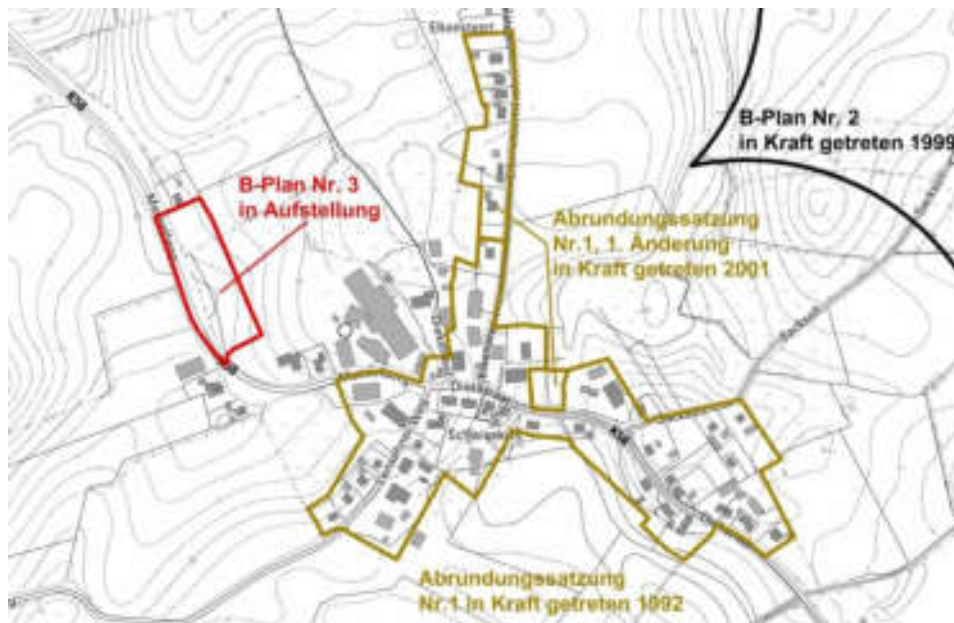 B-Plan Nr. 2
in Kraft getreten 1999
B-Plan Nr. 3
in Aufstellung
Abrundungssatzung
Nr.1, 1. Änderung
in Kraft getreten 2001
K50
Abrundungssatzung
Nr.1 in Kraft getreten 1992